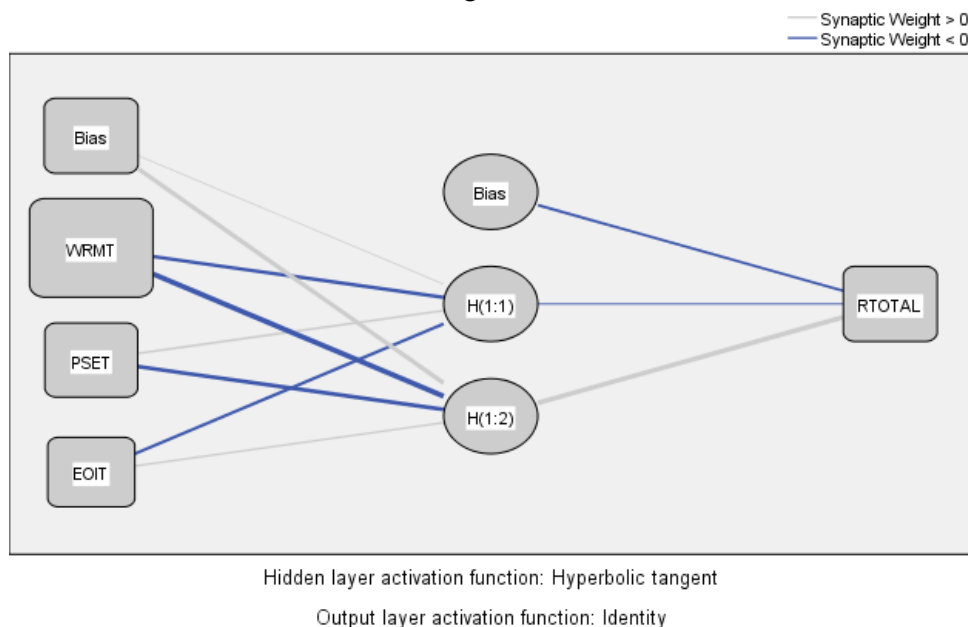 Synaptic Weight > 0
Synaptic Weight < 0
Bias
WRMT
PSET
EOIT
Bias
H(1:1)
H(1:2)
RTOTAL
Hidden layer activation function: Hyperbolic tangent
Output layer activation function: Identity